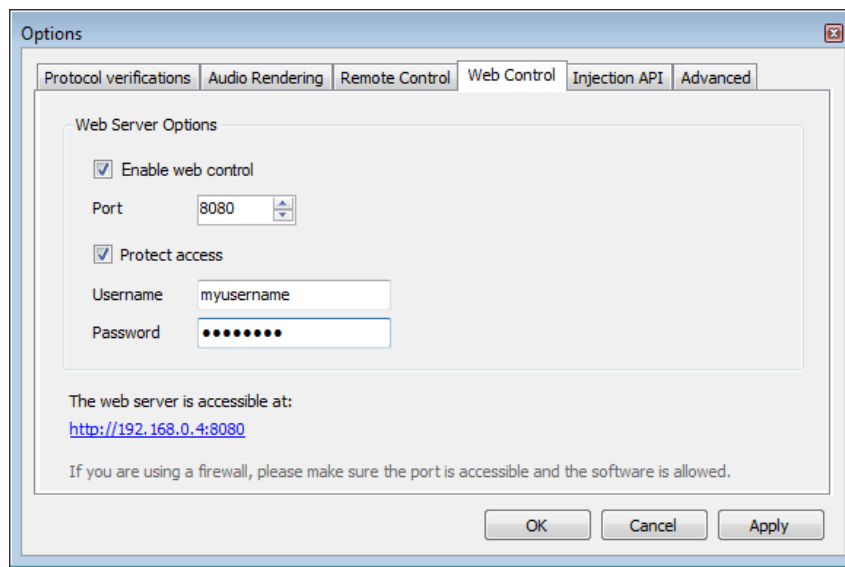 Options
Protocol verifications Audio Rendering Remote Control Web Control Injection API Advanced
Web Server Options
Enable web control
Port 8080
Protect access
Username myusername
Password ●●●●●●●●
The web server is accessible at:
http://192.168.0.4:8080
If you are using a firewall, please make sure the port is accessible and the software is allowed.
OK Cancel Apply